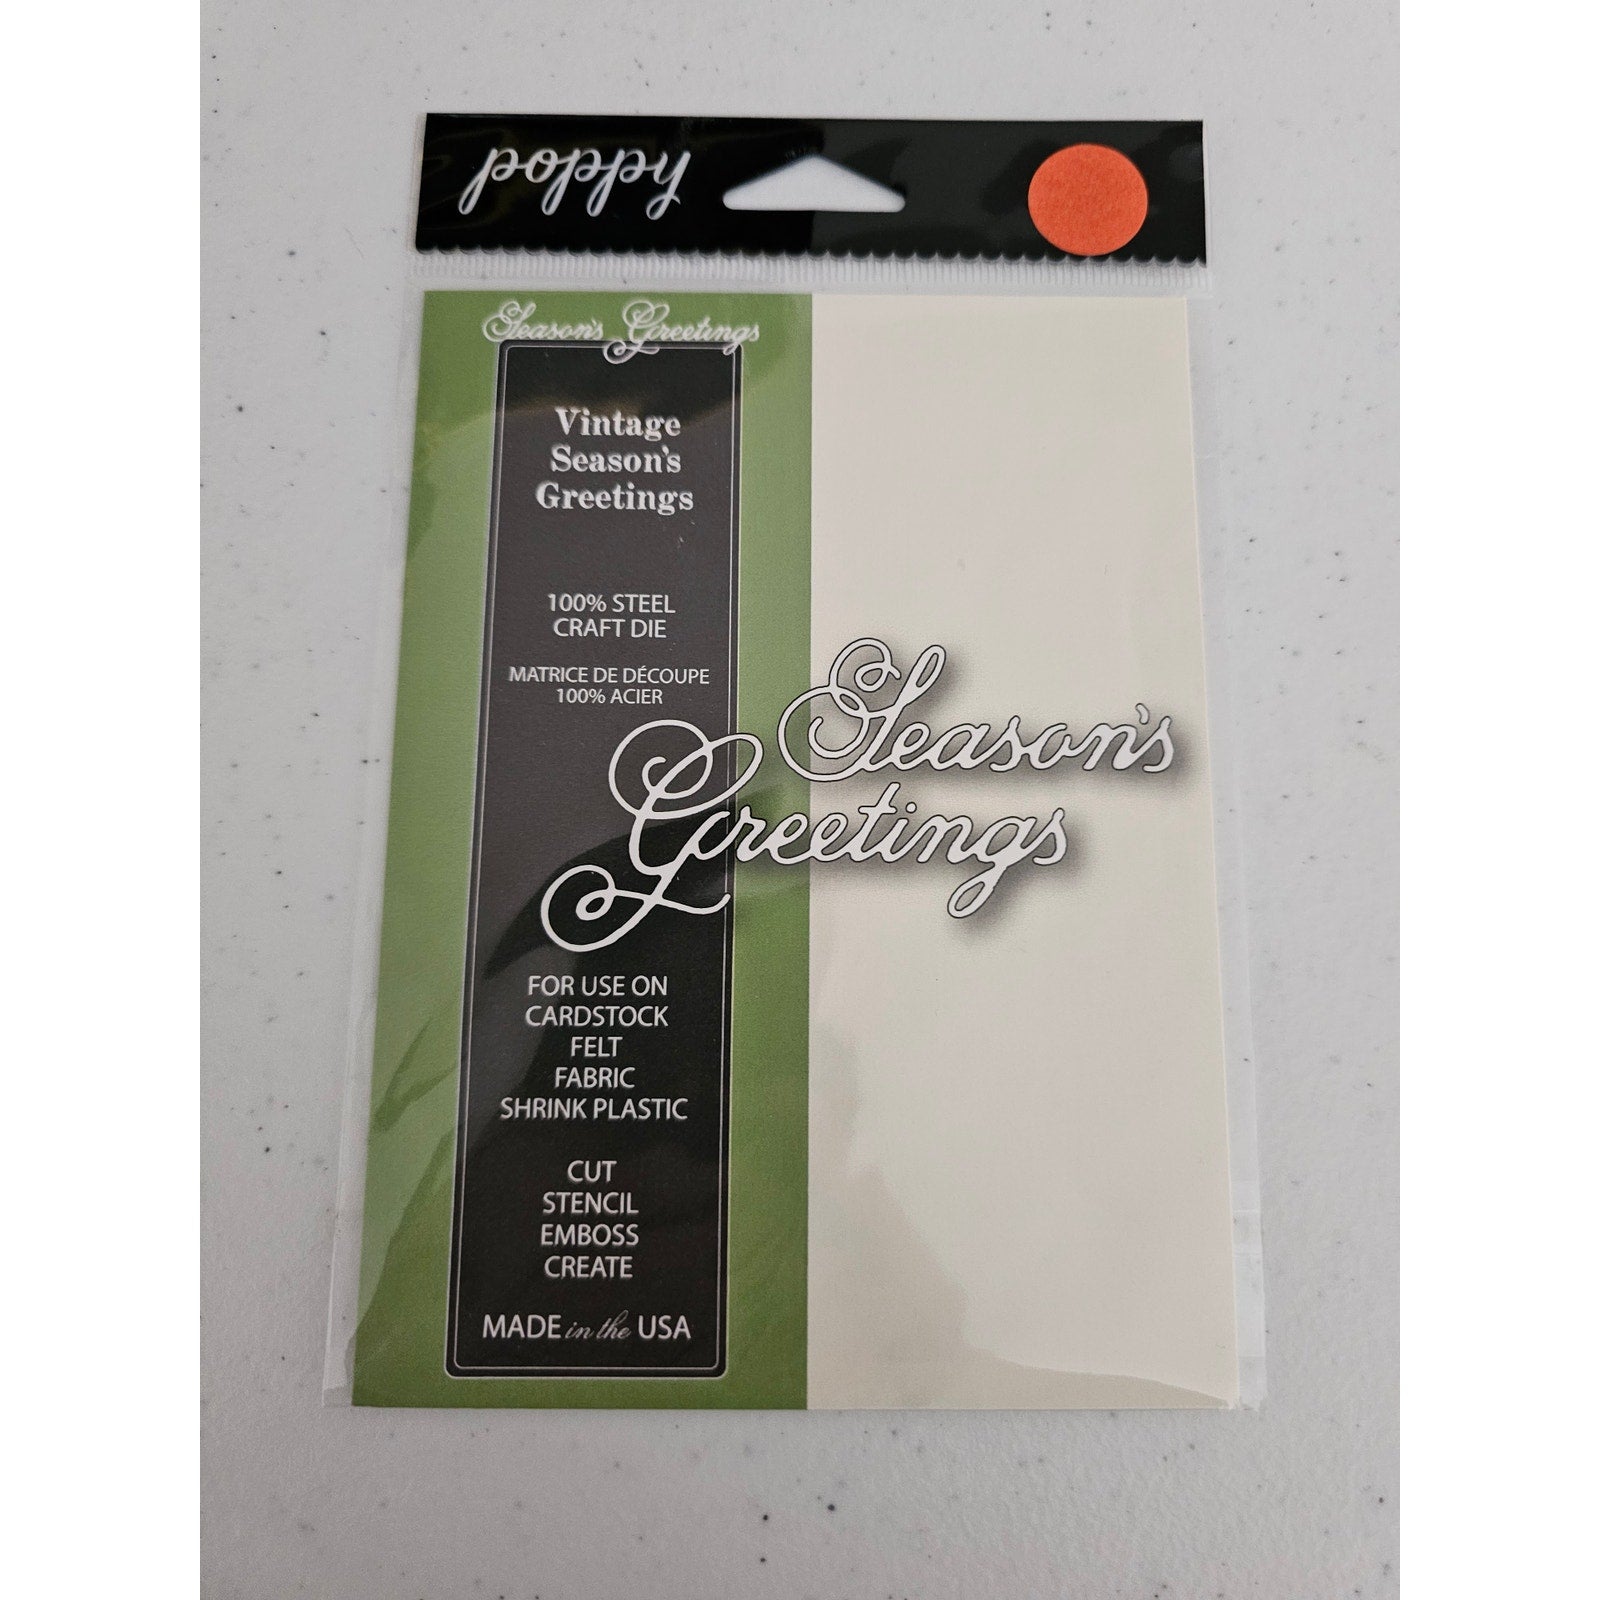 poppy
Season's Greetings
Vintage
Season's
Greetings
100% STEEL
CRAFT DIE
MATRICE DE DÉCOUPE
100% ACIER
Season's
Greetings
FOR USE ON
CARDSTOCK
FELT
FABRIC
SHRINK PLASTIC
CUT
STENCIL
EMBOSS
CREATE
MADE in the USA